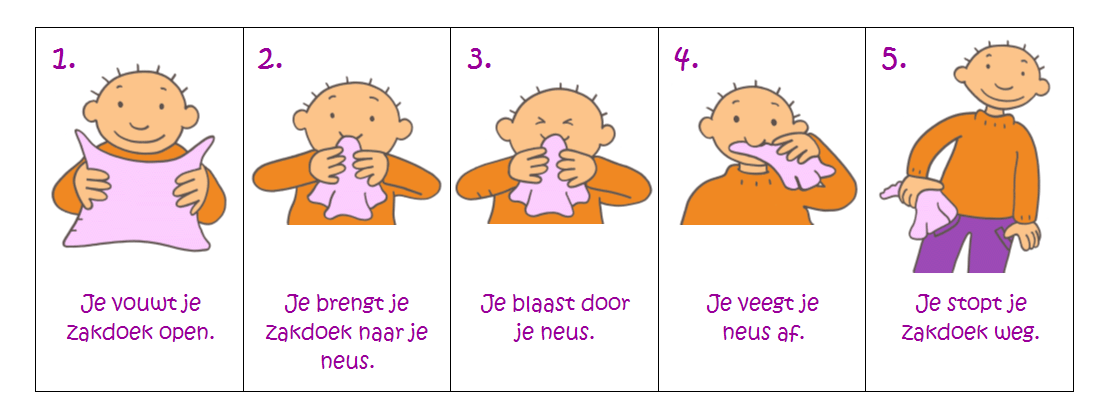 1.
Je vouwt je
zakdoek open.
2.
Je brengt je
zakdoek naar je
neus.
3.
Je blaast door
je neus.
4.
Je veegt je
neus af.
5.
Je stopt je
zakdoek weg.